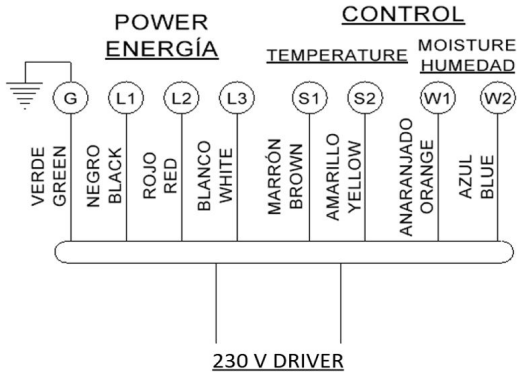 POWER
ENERGÍA
CONTROL
TEMPERATURE
MOISTURE
HUMEDAD
G
L1
L2
L3
S1
S2
W1
W2
VERDE
GREEN
NEGRO
BLACK
ROJO
RED
BLANCO
WHITE
MARRÓN
BROWN
AMARILLO
YELLOW
ANARANJADO
ORANGE
AZUL
BLUE
230 V DRIVER